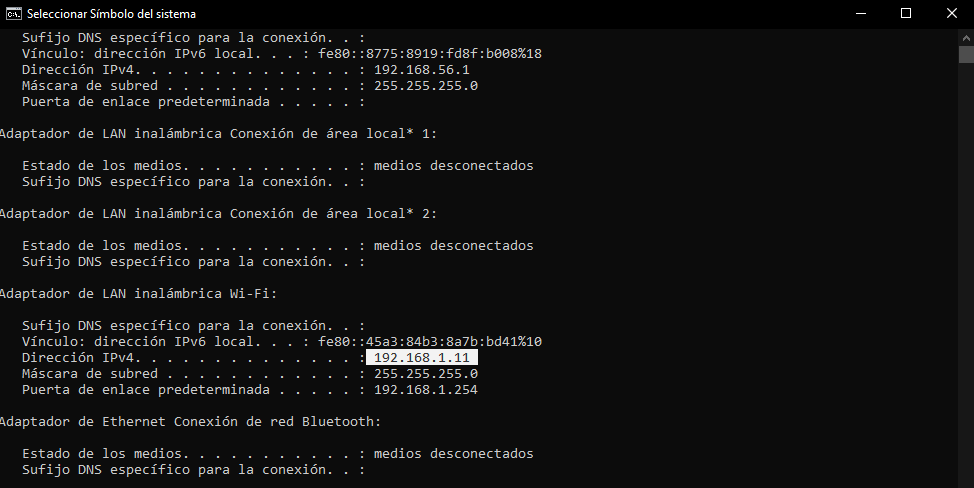 Seleccionar Símbolo del sistema
Sufijo DNS específico para la conexión. . :
Vínculo: dirección IPv6 local. . . : fe80::8775:8919:fd8f:b008%18
Dirección IPv4. . . . . . . . . . . . . . : 192.168.56.1
Máscara de subred . . . . . . . . . . . . : 255.255.255.0
Puerta de enlace predeterminada . . . . . :
Adaptador de LAN inalámbrica Conexión de área local* 1:
Estado de los medios. . . . . . . . . . . : medios desconectados
Sufijo DNS específico para la conexión. . :
Adaptador de LAN inalámbrica Conexión de área local* 2:
Estado de los medios. . . . . . . . . . . : medios desconectados
Sufijo DNS específico para la conexión. . :
Adaptador de LAN inalámbrica Wi-Fi:
Sufijo DNS específico para la conexión. . :
Vínculo: dirección IPv6 local. . . : fe80::45a3:84b3:8a7b:bd41%10
Dirección IPv4. . . . . . . . . . . . . . : 192.168.1.11
Máscara de subred . . . . . . . . . . . . : 255.255.255.0
Puerta de enlace predeterminada . . . . . : 192.168.1.254
Adaptador de Ethernet Conexión de red Bluetooth:
Estado de los medios. . . . . . . . . . . : medios desconectados
Sufijo DNS específico para la conexión. . :